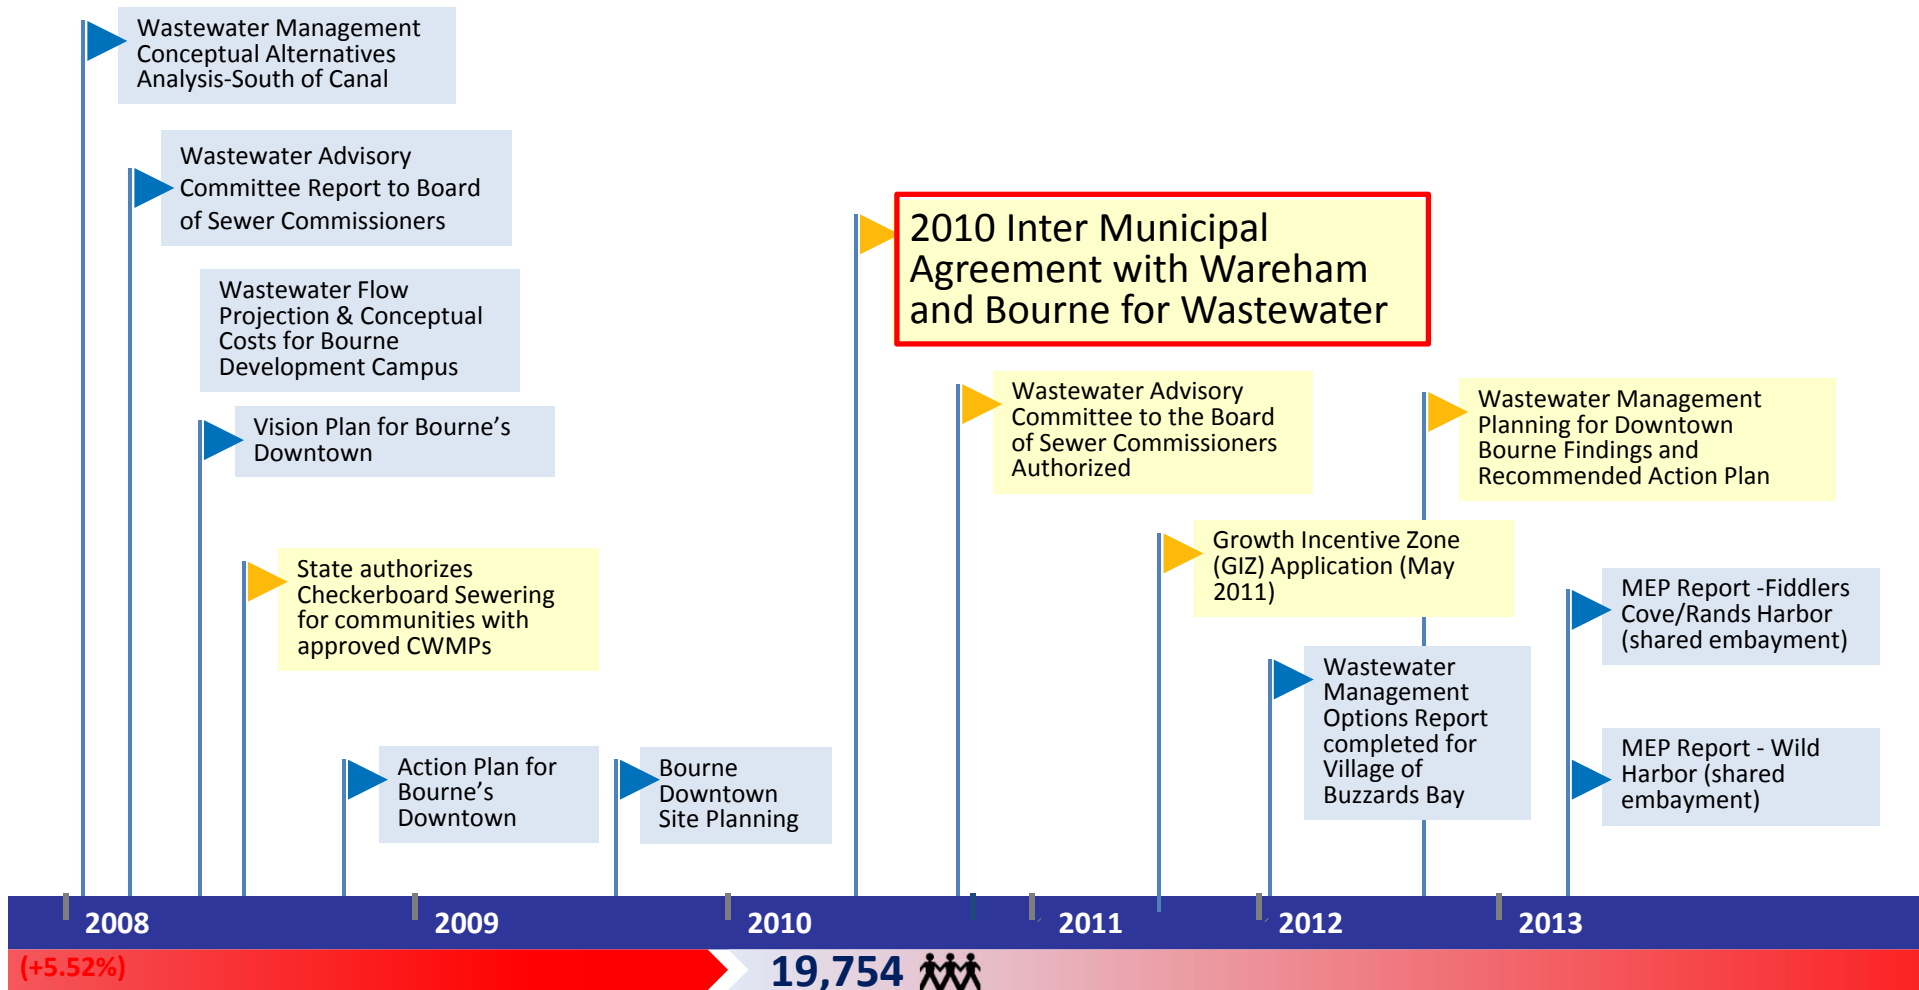 Wastewater Management
Conceptual Alternatives
Analysis-South of Canal
Wastewater Advisory
Committee Report to Board
of Sewer Commissioners
Wastewater Flow
Projection & Conceptual
Costs for Bourne
Development Campus
Vision Plan for Bourne’s
Downtown
State authorizes
Checkerboard Sewering
for communities with
approved CWMPs
Action Plan for
Bourne’s
Downtown
Bourne
Downtown
Site Planning
2010 Inter Municipal
Agreement with Wareham
and Bourne for Wastewater
Wastewater Advisory
Committee to the Board
of Sewer Commissioners
Authorized
Growth Incentive Zone
(GIZ) Application (May
2011)
Wastewater
Management
Options Report
completed for
Village of
Buzzards Bay
Wastewater Management
Planning for Downtown
Bourne Findings and
Recommended Action Plan
MEP Report -Fiddlers
Cove/Rands Harbor
(shared embayment)
MEP Report - Wild
Harbor (shared
embayment)
2008
2009
2010
2011
2012
2013
(+5.52%)
19,754